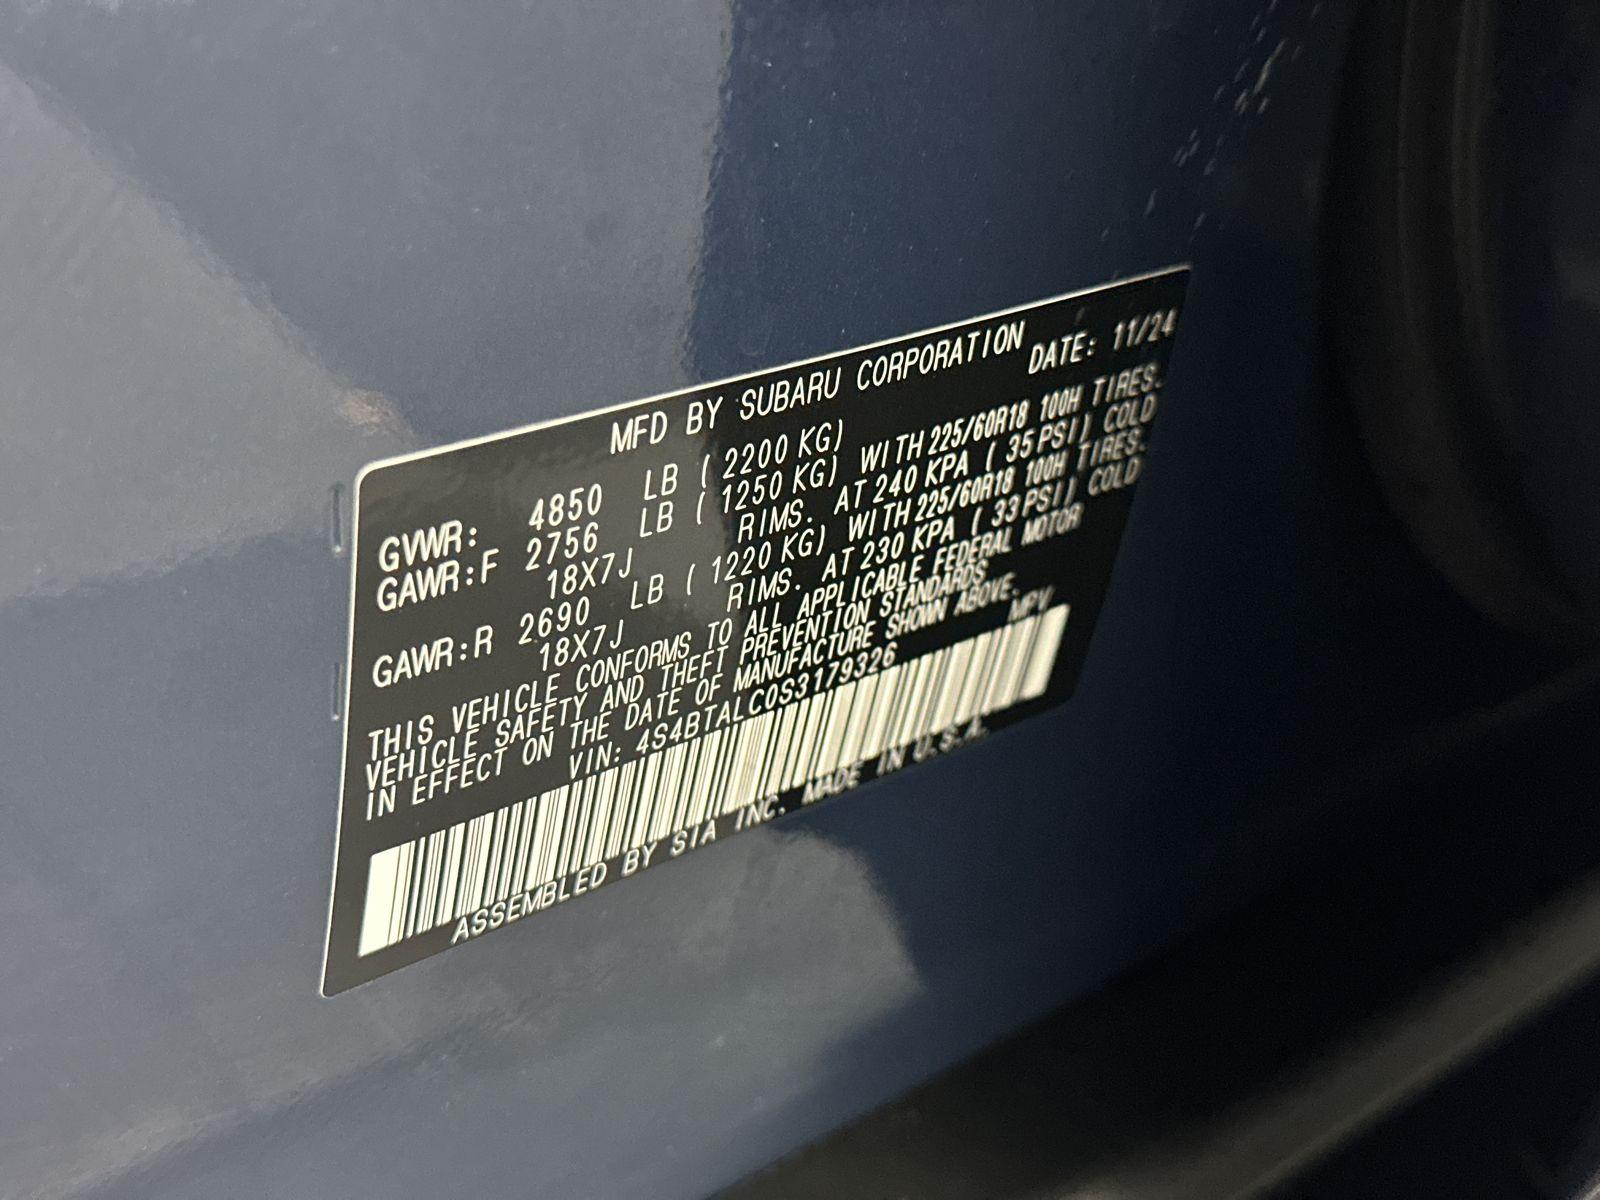 MFD BY SUBARU CORPORATION
DATE: 11/24
GVWR: 4850 LB ( 2200 KG)
GAWR:F 2756 LB ( 1250 KG) WITH 225/60R18 100H TIRES.
18X7J RIMS. AT 240 KPA ( 35 PSI) COLD
GAWR:R 2690 LB ( 1220 KG) WITH 225/60R18 100H TIRES.
18X7J RIMS. AT 230 KPA ( 33 PSI) COLD
THIS VEHICLE CONFORMS TO ALL APPLICABLE FEDERAL MOTOR
VEHICLE SAFETY AND THEFT PREVENTION STANDARDS
IN EFFECT ON THE DATE OF MANUFACTURE SHOWN ABOVE.
VIN: 4S4BTALC0S3179326 MPV
ASSEMBLED BY SIA INC. MADE IN U.S.A.